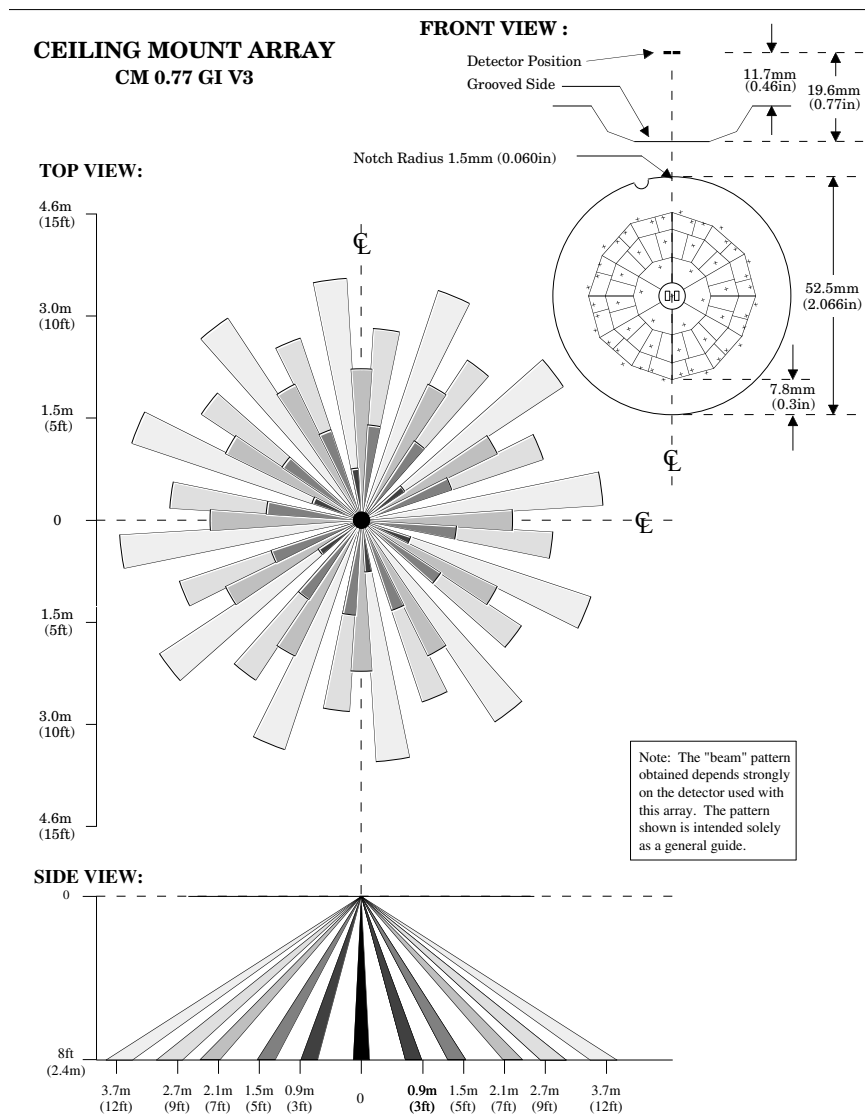 CEILING MOUNT ARRAY
CM 0.77 GI V3
FRONT VIEW :
Detector Position
Grooved Side
11.7mm
(0.46in)
19.6mm
(0.77in)
Notch Radius 1.5mm (0.060in)
52.5mm
(2.066in)
7.8mm
(0.3in)
℄
TOP VIEW:
4.6m
(15ft)
3.0m
(10ft)
1.5m
(5ft)
0
1.5m
(5ft)
3.0m
(10ft)
4.6m
(15ft)
℄
℄
Note: The "beam" pattern
obtained depends strongly
on the detector used with
this array. The pattern
shown is intended solely
as a general guide.
SIDE VIEW:
0
8ft
(2.4m)
3.7m
(12ft)
2.7m
(9ft)
2.1m
(7ft)
1.5m
(5ft)
0.9m
(3ft)
0
0.9m
(3ft)
1.5m
(5ft)
2.1m
(7ft)
2.7m
(9ft)
3.7m
(12ft)